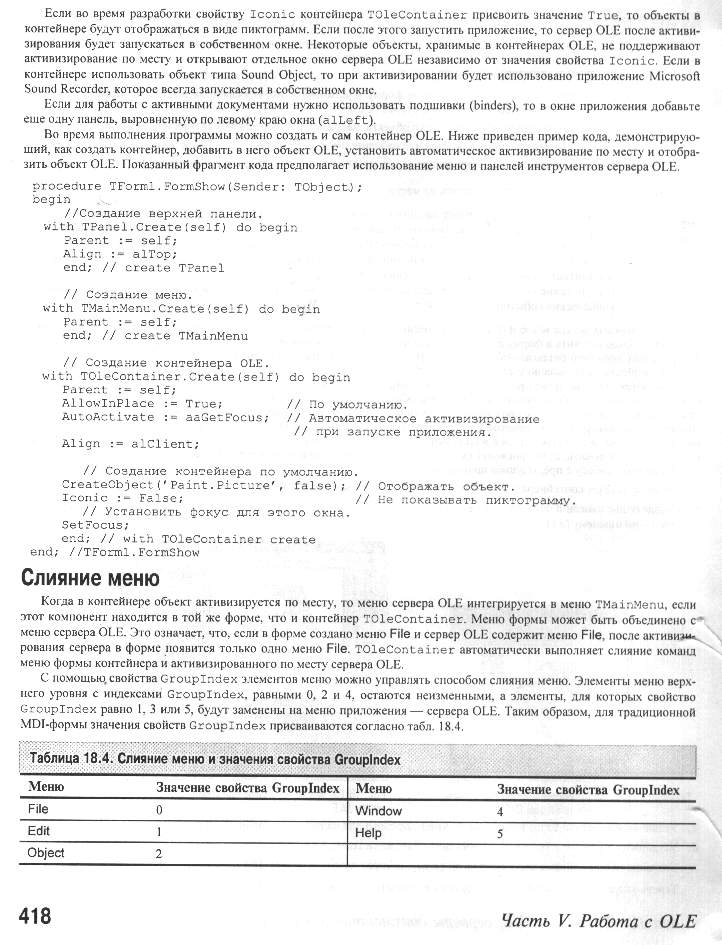 Если во время разработки свойству Iconic контейнера TOleContainer присвоить значение True, то объекты в
контейнере будут отображаться в виде пиктограмм. Если после этого запустить приложение, то сервер OLE после активи-
зирования будет запускаться в собственном окне. Некоторые объекты, хранимые в контейнерах OLE, не поддерживают
активизирование по месту и открывают отдельное окно сервера OLE независимо от значения свойства Iconic. Если в
контейнере использовать объект типа Sound Object, то при активизировании будет использовано приложение Microsoft
Sound Recorder, которое всегда запускается в собственном окне.
Если для работы с активными документами нужно использовать подшивки (binders), то в окне приложения добавьте
еще одну панель, выровненную по левому краю окна (alLeft).
Во время выполнения программы можно создать и сам контейнер OLE. Ниже приведен пример кода, демонстрирую-
щий, как создать контейнер, добавить в него объект OLE, установить автоматическое активизирование по месту и отобра-
зить объект OLE. Показанный фрагмент кода предполагает использование меню и панелей инструментов сервера OLE.
procedure TForm1.FormShow(Sender: TObject);
begin
//Создание верхней панели.
with TPanel.Create(self) do begin
Parent := self;
Align := alTop;
end; // create TPanel
// Создание меню.
with TMainMenu.Create(self) do begin
Parent := self;
end; // create TMainMenu
// Создание контейнера OLE.
with TOleContainer.Create(self) do begin
Parent := self;
AllowInPlace := True; // По умолчанию.
AutoActivate := aaGetFocus; // Автоматическое активизирование
// при запуске приложения.
Align := alClient;
// Создание контейнера по умолчанию.
CreateObject('Paint.Picture', false); // Отображать объект.
Iconic := False; // Не показывать пиктограмму.
// Установить фокус для этого окна.
SetFocus;
end; // with TOleContainer create
end; //TForm1.FormShow
Слияние меню
Когда в контейнере объект активизируется по месту, то меню сервера OLE интегрируется в меню TMainMenu, если
этот компонент находится в той же форме, что и контейнер TOleContainer. Меню формы может быть объединено с
меню сервера OLE. Это означает, что, если в форме создано меню File и сервер OLE содержит меню File, после активизи-
рования сервера в форме появится только одно меню File. TOleContainer автоматически выполняет слияние команд
меню формы контейнера и активированного по месту сервера OLE.
С помощью свойства GroupIndex элементов меню можно управлять способом слияния меню. Элементы меню верх-
него уровня с индексами GroupIndex, равными 0, 2 и 4, остаются неизменными, а элементы, для которых свойство
GroupIndex равно 1, 3 или 5, будут заменены на меню приложения — сервера OLE. Таким образом, для традиционной
MDI-формы значения свойств GroupIndex присваиваются согласно табл. 18.4.
Таблица 18.4. Слияние меню и значения свойства GroupIndex
Меню Значение свойства GroupIndex Меню Значение свойства GroupIndex
File 0 Window 4
Edit 1 Help 5
Object 2
418 Часть V. Работа с OLE